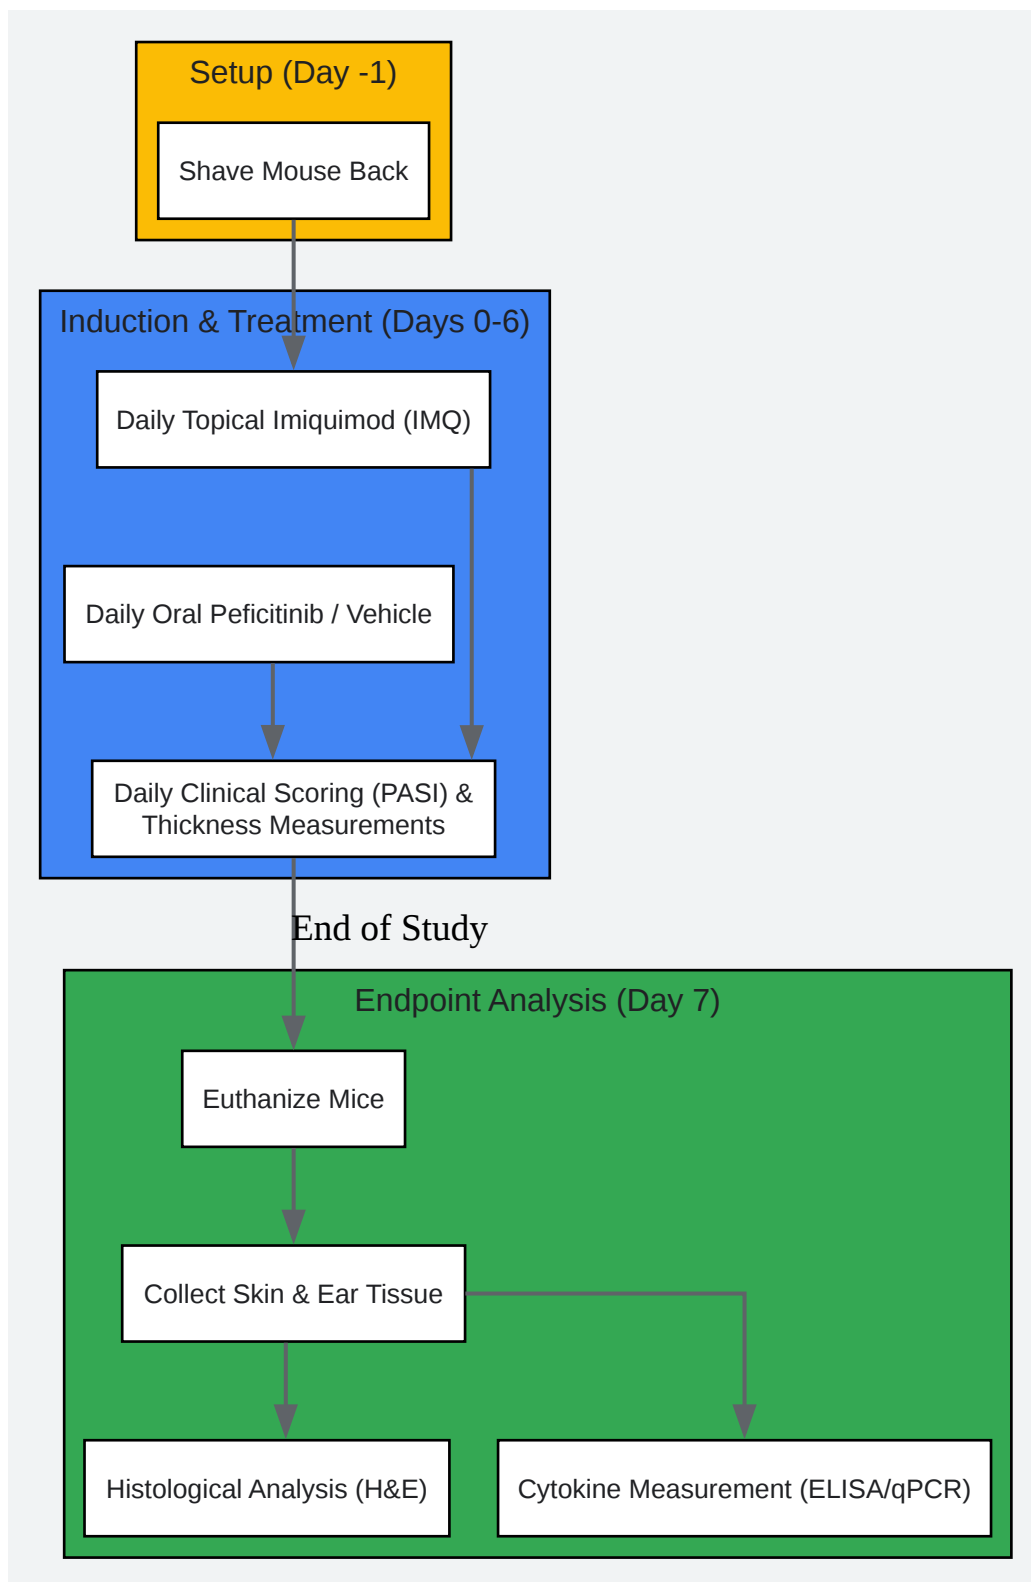 Setup (Day -1)
Shave Mouse Back
Induction & Treatment (Days 0-6)
Daily Topical Imiquimod (IMQ)
Daily Oral Peficitinib / Vehicle
Daily Clinical Scoring (PASI) &
Thickness Measurements
End of Study
Endpoint Analysis (Day 7)
Euthanize Mice
Collect Skin & Ear Tissue
Histological Analysis (H&E)
Cytokine Measurement (ELISA/qPCR)